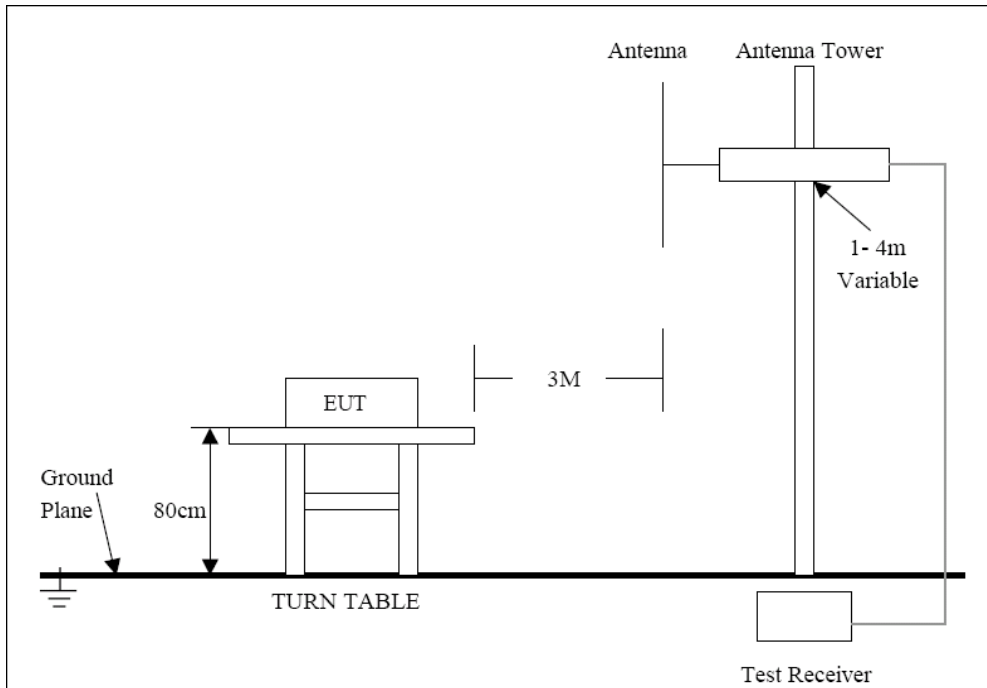 Antenna
Antenna Tower
1- 4m
Variable
3M
EUT
Ground
Plane
80cm
TURN TABLE
Test Receiver